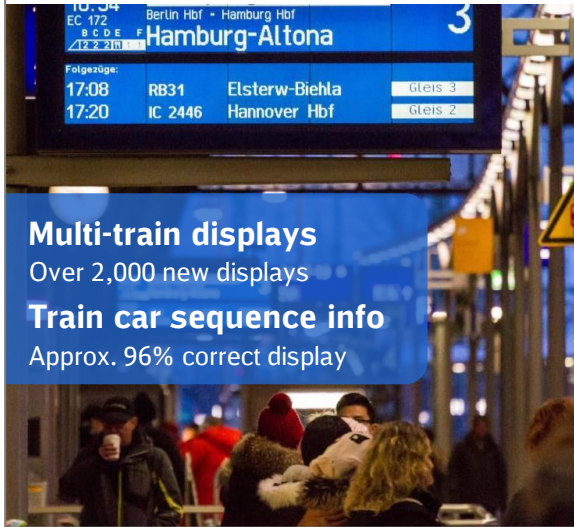 EC 172
Berlin Hbf - Hamburg Hbf
3
B C D E F
Hamburg-Altona
Folgezüge:
17:08 RB31 Elsterw-Biehla Gleis 3
17:20 IC 2446 Hannover Hbf Gleis 2
Multi-train displays
Over 2,000 new displays
Train car sequence info
Approx. 96% correct display